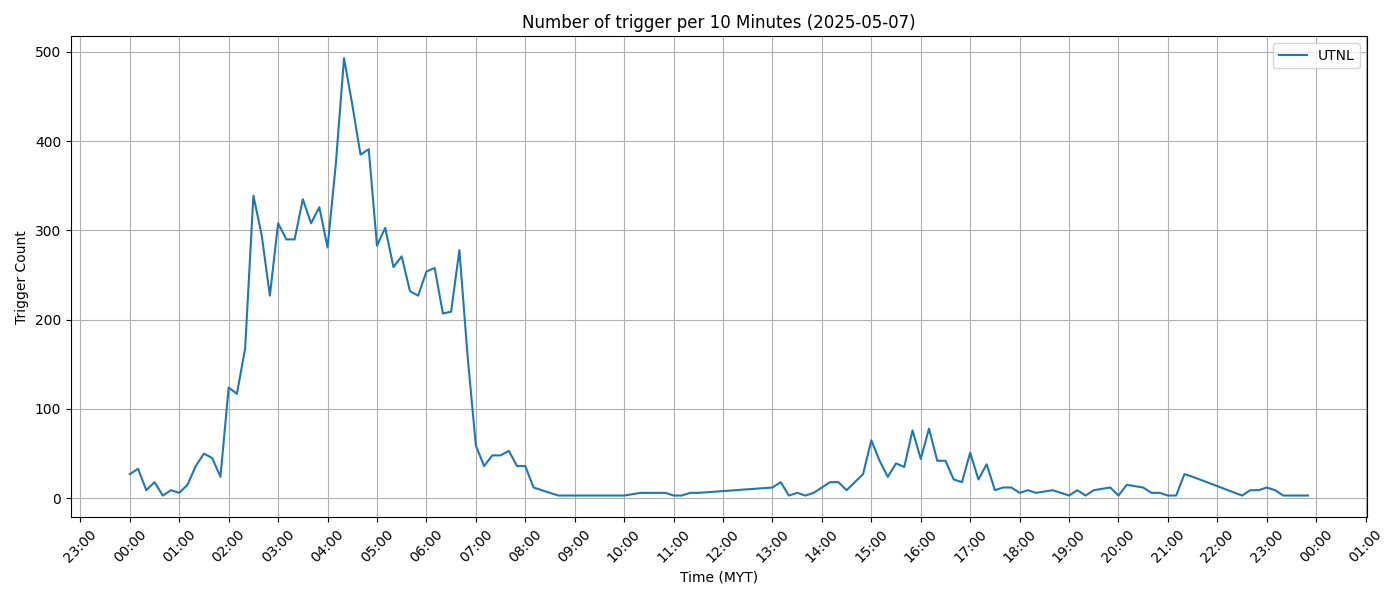 Number of trigger per 10 Minutes (2025-05-07)
UTNL
500
400
300
200
100
0
Trigger Count
23:00 00:00 01:00 02:00 03:00 04:00 05:00 06:00 07:00 08:00 09:00 10:00 11:00 12:00 13:00 14:00 15:00 16:00 17:00 18:00 19:00 20:00 21:00 22:00 23:00 00:00 01:00
Time (MYT)